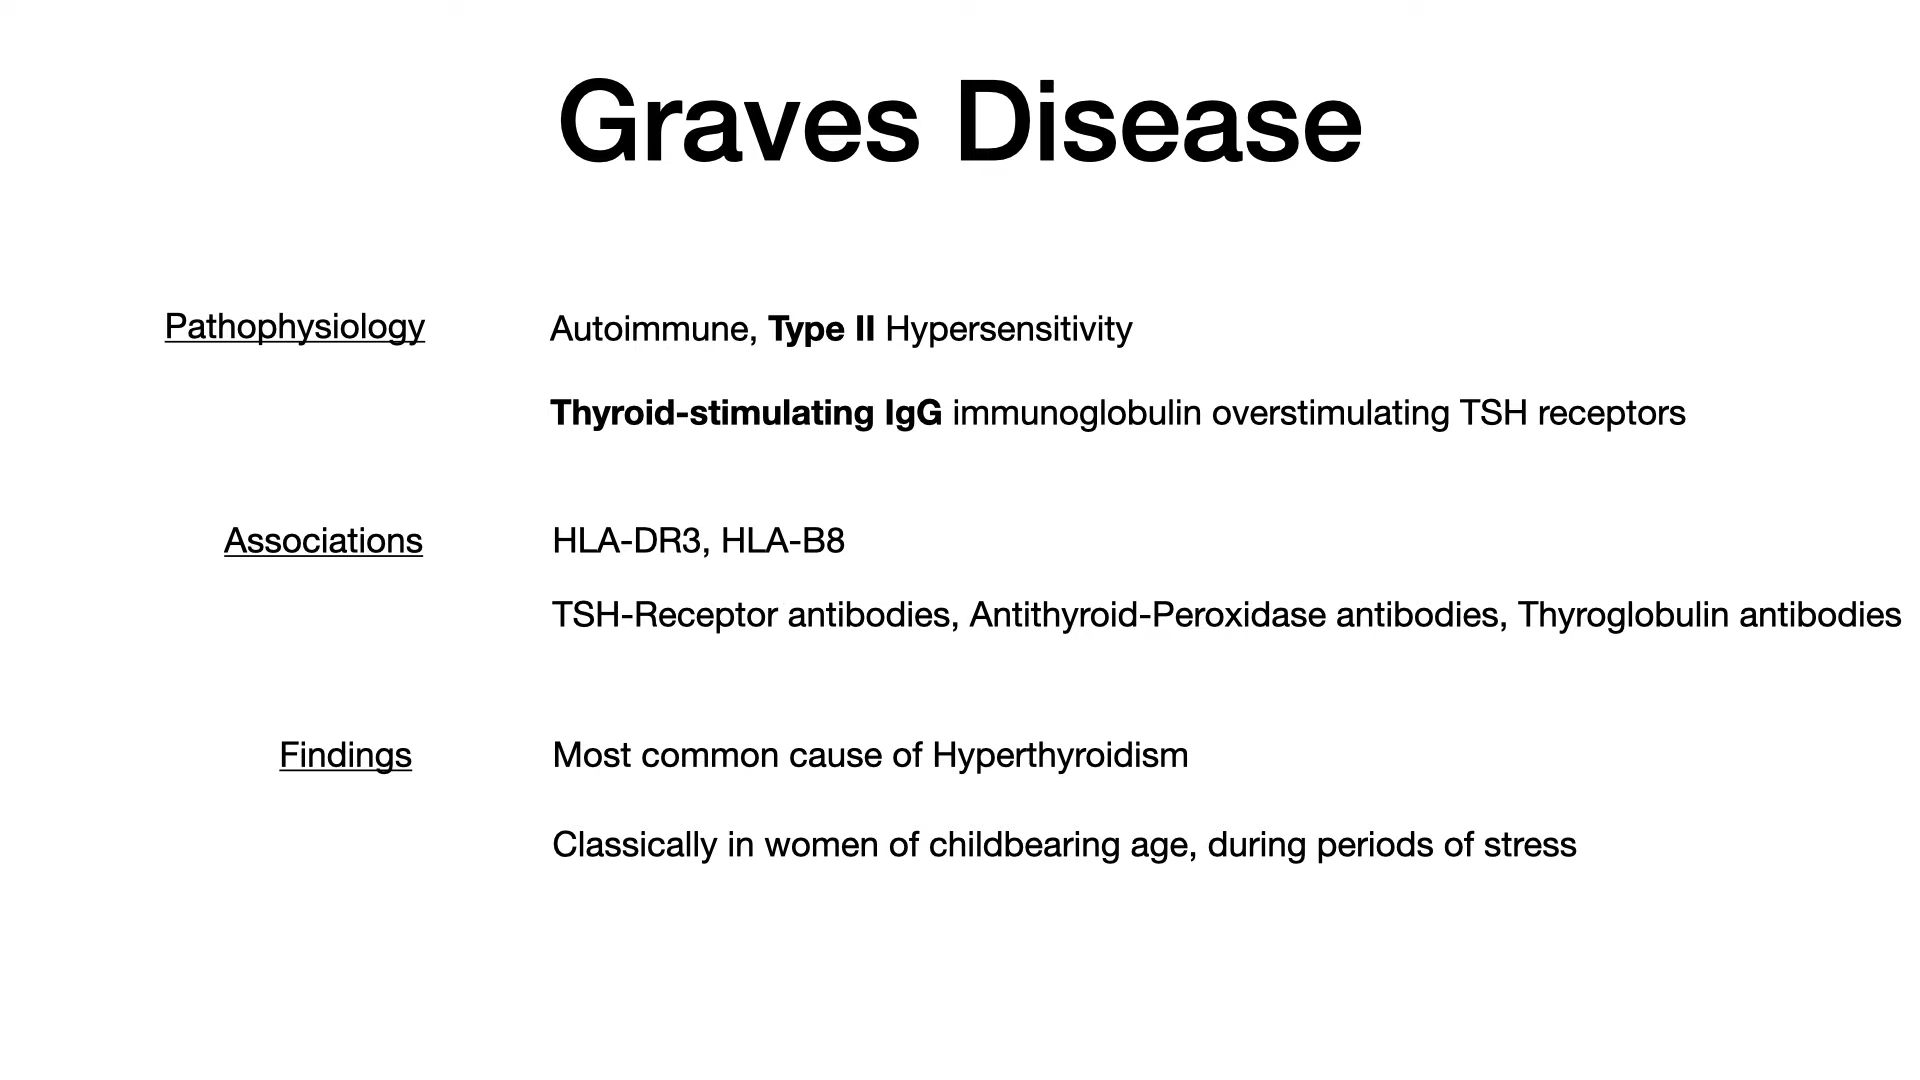 Graves Disease
Pathophysiology
Autoimmune, Type II Hypersensitivity
Thyroid-stimulating IgG immunoglobulin overstimulating TSH receptors
Associations
HLA-DR3, HLA-B8
TSH-Receptor antibodies, Antithyroid-Peroxidase antibodies, Thyroglobulin antibodies
Findings
Most common cause of Hyperthyroidism
Classically in women of childbearing age, during periods of stress